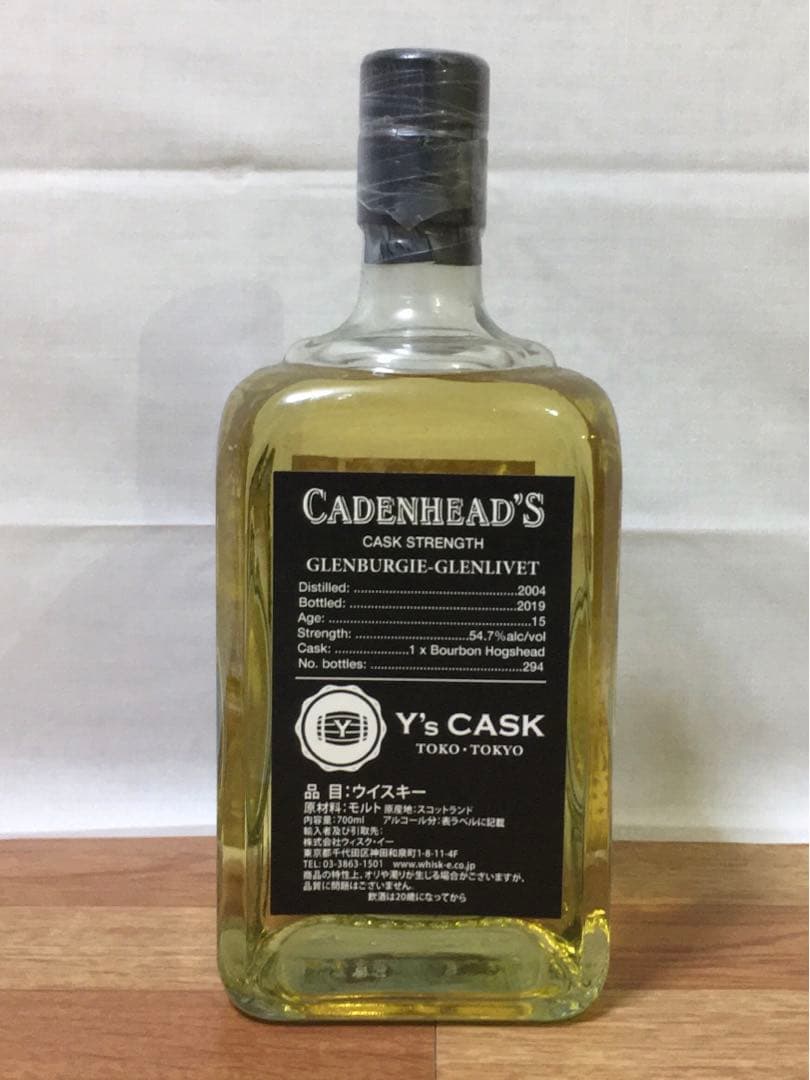 CADENHEAD'S
CASK STRENGTH
GLENBURGIE-GLENLIVET
Distilled: ..............................................2004
Bottled: ...............................................2019
Age: .........................................................15
Strength: ................................54.7%alc/vol
Cask: .....................1 x Bourbon Hogshead
No. bottles: ...........................................294
Y
Y's CASK
TOKO・TOKYO
品 目:ウイスキー
原材料:モルト 原産地:スコットランド
内容量:700ml アルコール分:表ラベルに記載
輸入者及び引取先:
株式会社ウィスク・イー
東京都千代田区神田和泉町1-8-11-4F
TEL: 03-3863-1501 www.whisk-e.co.jp
商品の特性上、オリや濁りが生じる場合がございますが、
品質に問題はございません。
飲酒は20歳になってから